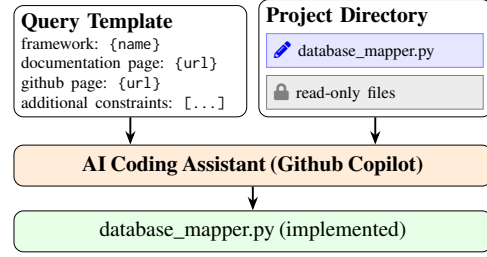 Query Template
framework: {name}
documentation page: {url}
github page: {url}
additional constraints: [...]
Project Directory
database_mapper.py
read-only files
AI Coding Assistant (Github Copilot)
database_mapper.py (implemented)